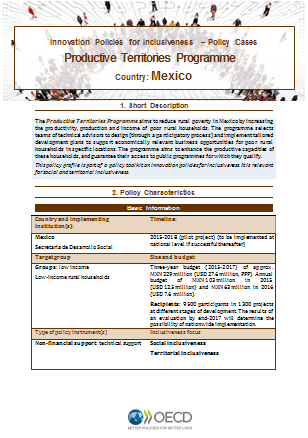 Innovation Policies for Inclusiveness – Policy Cases
Productive Territories Programme
Country: Mexico
1. Short Description
The Productive Territories Programme aims to reduce rural poverty in Mexico by increasing
the productivity, production and income of poor rural households. The programme selects
teams of technical advisors to design (through a participatory process) and implement tailored
development plans to support economically relevant business opportunities for poor rural
households in specific locations. The programme aims to enhance the productive capacities of
these households, and guarantee their access to public programmes for which they qualify.
This policy profile is part of a policy toolkit on innovation policies for inclusiveness. It is relevant
for social and territorial inclusiveness.
2. Policy Characteristics
Basic Information
Country and implementing institution(s):
Timeline:
Mexico
Secretaría de Desarrollo Social
2015-2018 (pilot project) (to be implemented at
national level if successful thereafter)
Target group
Size and budget
Groups: low income
Low-income rural households
Three-year budget (2015-2017) of approx.
MXN 229 million (USD 27.6 million, PPP). Annual
budget of MXN 103 million in 2015
(USD 12.5 million) and MXN 63 million in 2016
(USD 7.6 million).
Recipients: 9 500 participants in 1 300 projects
at different stages of development. The results of
an evaluation by end-2017 will determine the
possibility of nationwide implementation.
Type of policy instrument(s)
Inclusiveness focus
Non-financial support: technical support
Social inclusiveness
Territorial inclusiveness
OECD
BETTER POLICIES FOR BETTER LIVES